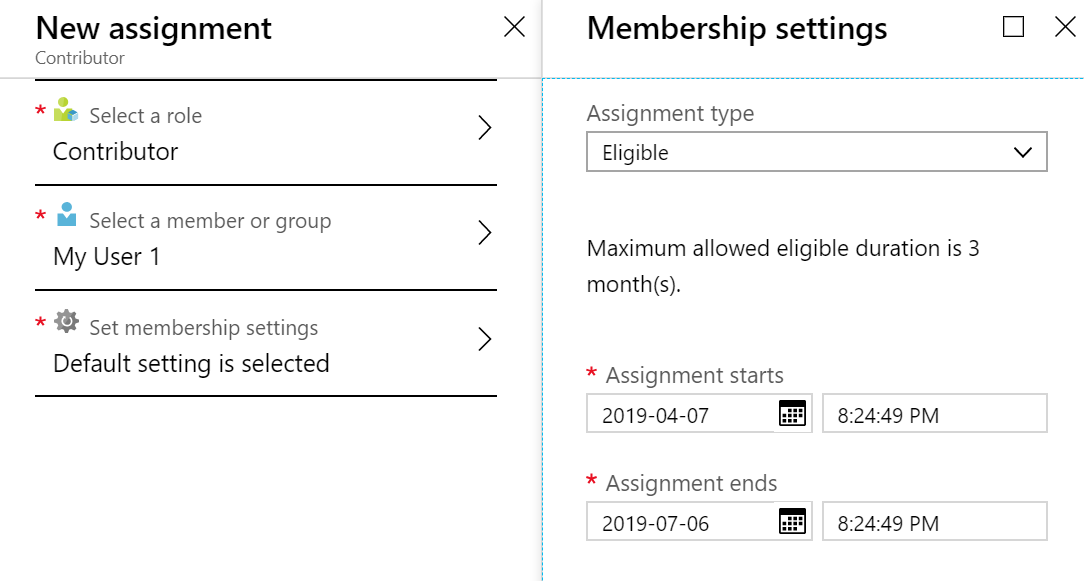 New assignment
Contributor
* Select a role
Contributor
* Select a member or group
My User 1
* Set membership settings
Default setting is selected
Membership settings
Assignment type
Eligible
Maximum allowed eligible duration is 3
month(s).
* Assignment starts
2019-04-07 8:24:49 PM
* Assignment ends
2019-07-06 8:24:49 PM